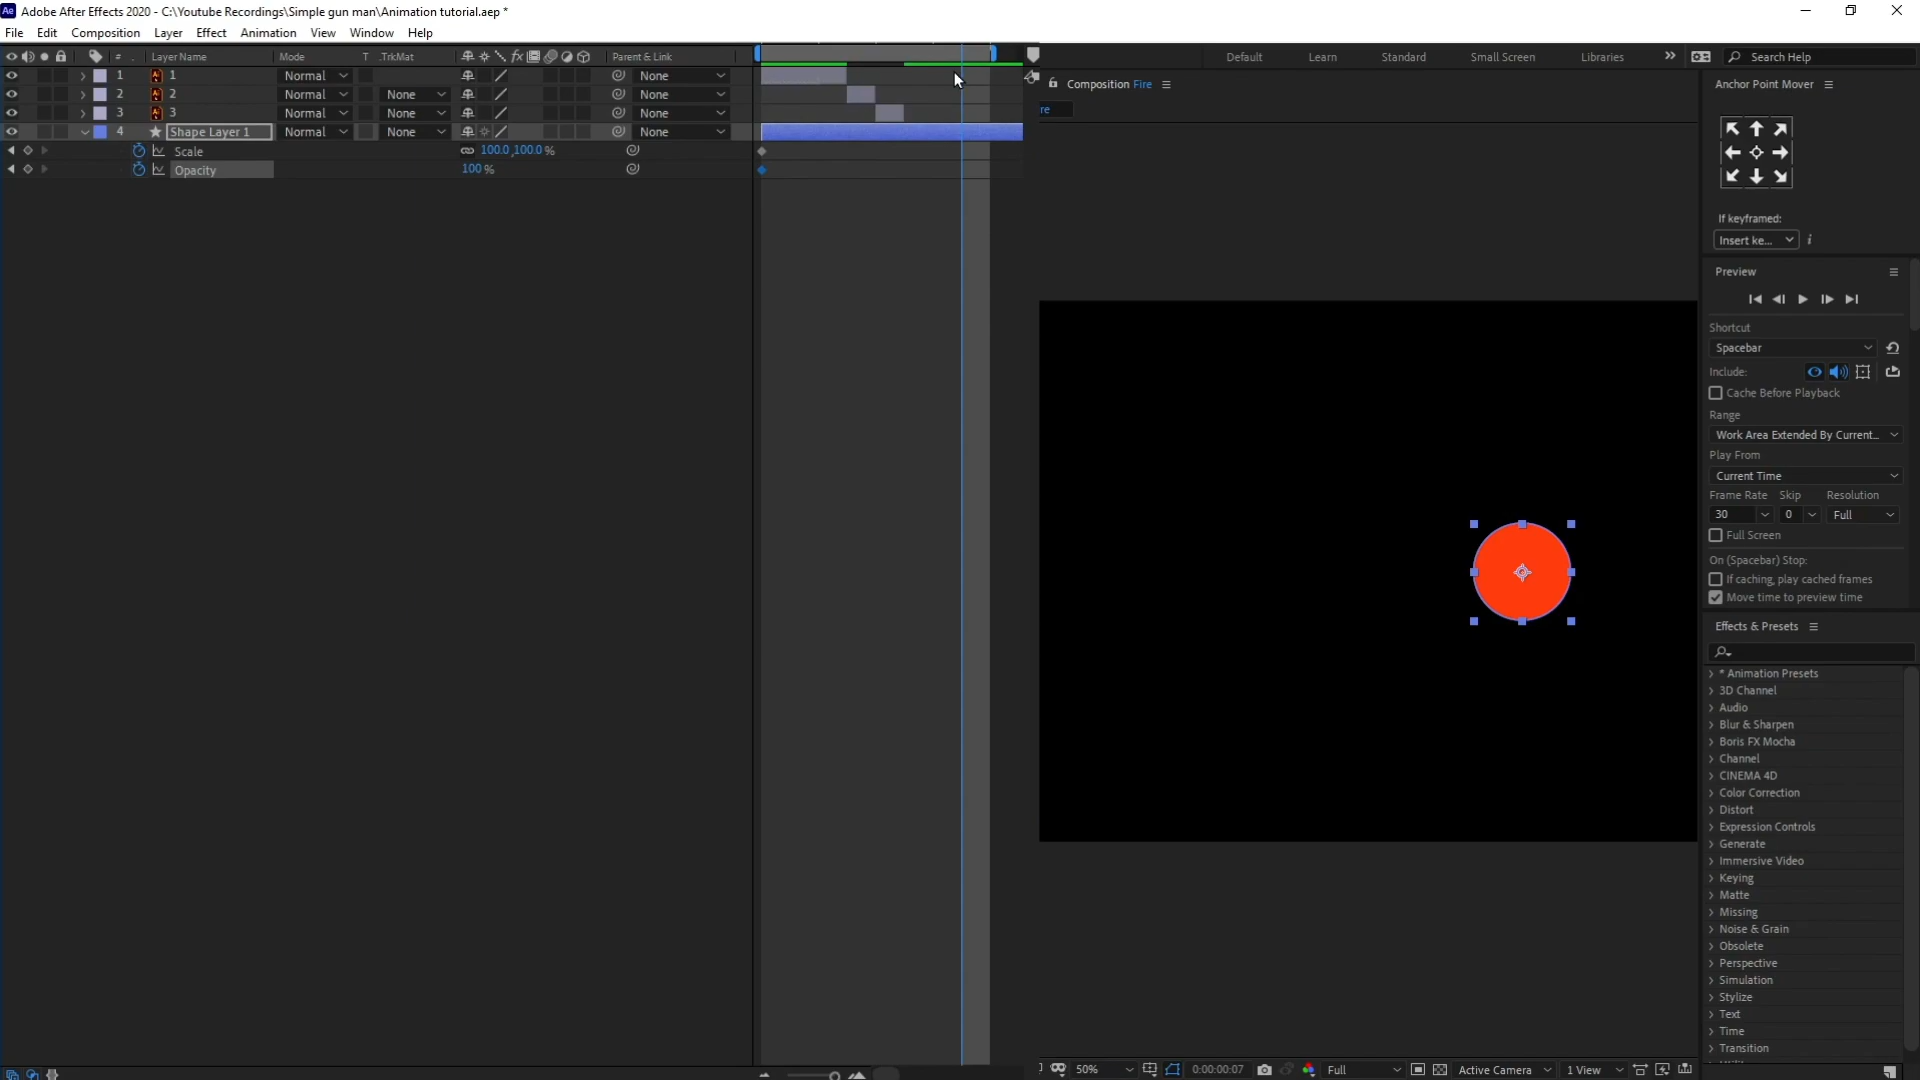 Adobe After Effects 2020 - C:\Youtube Recordings\Simple gun man\Animation tutorial.aep *
File Edit Composition Layer Effect Animation View Window Help
# Layer Name Mode T .TrkMat Parent & Link
1 1 Normal None
2 2 Normal None None
3 3 Normal None None
4 Shape Layer 1 Normal None None
Scale 100.0,100.0 %
Opacity 100 %
Default Learn Standard Small Screen Libraries Search Help
Composition Fire
re
50% 0:00:00:07 Full Active Camera 1 View
Anchor Point Mover
If keyframed:
Insert ke... i
Preview
Shortcut
Spacebar
Include:
Cache Before Playback
Range
Work Area Extended By Current...
Play From
Current Time
Frame Rate Skip Resolution
30 0 Full
Full Screen
On (Spacebar) Stop:
If caching, play cached frames
Move time to preview time
Effects & Presets
* Animation Presets
3D Channel
Audio
Blur & Sharpen
Boris FX Mocha
Channel
CINEMA 4D
Color Correction
Distort
Expression Controls
Generate
Immersive Video
Keying
Matte
Missing
Noise & Grain
Obsolete
Perspective
Simulation
Stylize
Text
Time
Transition